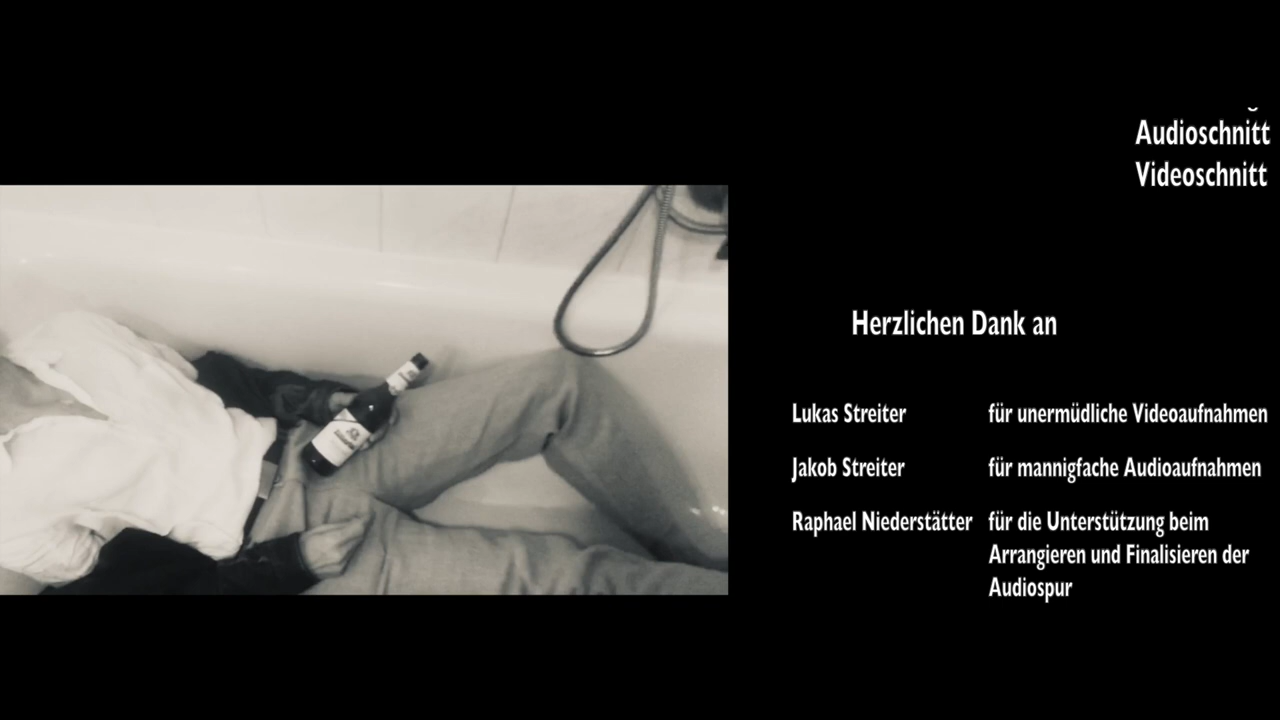 Audioschnitt
Videoschnitt
Herzlichen Dank an
Lukas Streiter für unermüdliche Videoaufnahmen
Jakob Streiter für mannigfache Audioaufnahmen
Raphael Niederstätter für die Unterstützung beim
Arrangieren und Finalisieren der
Audiospur